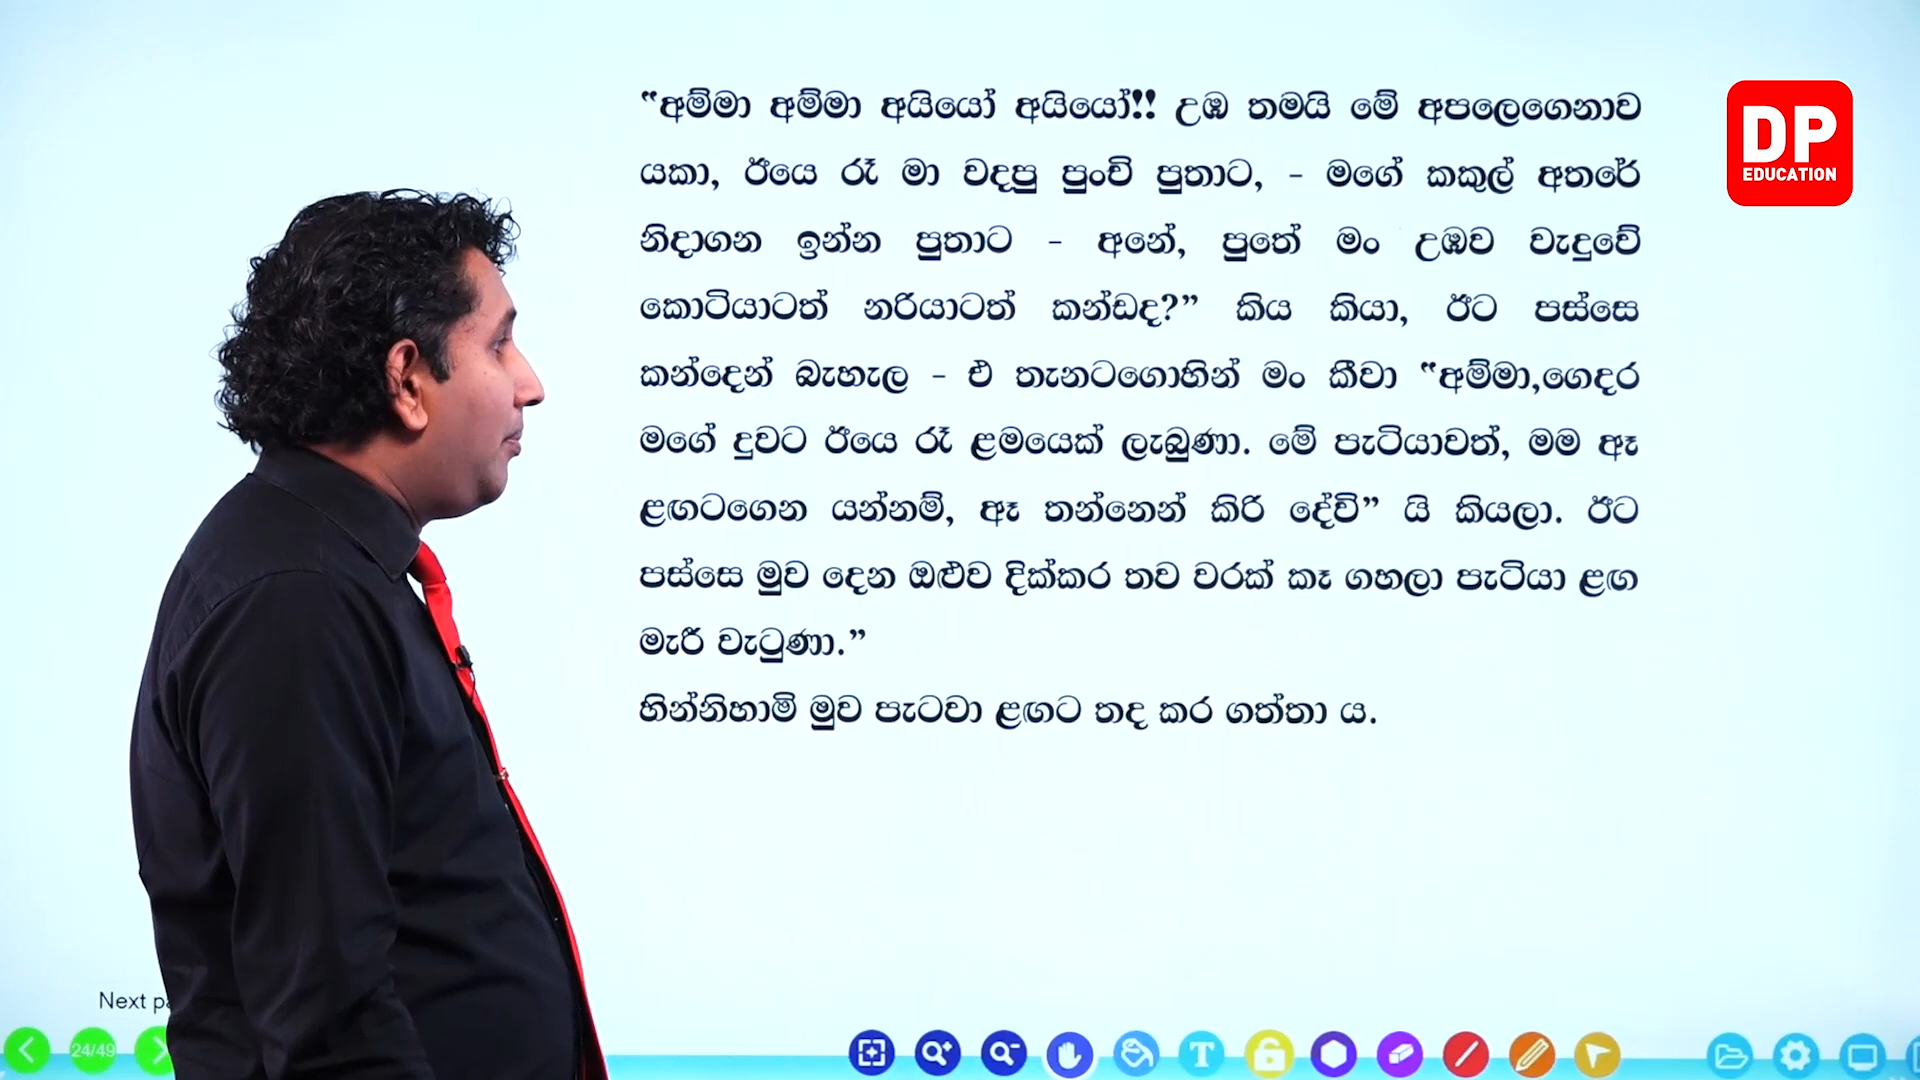 “අම්මා අම්මා අයියෝ අයියෝ!! උඹ තමයි මේ අපලෙගෙනාව
යකා, ඊයෙ රෑ මා වදපු පුංචි පුතාට, - මගේ කකුල් අතරේ
නිදාගන ඉන්න පුතාට - අනේ, පුතේ මං උඹව වැදුවේ
කොටියාටත් නරියාටත් කන්ඩද?” කිය කියා, ඊට පස්සෙ
කන්දෙන් බැහැල - එ තැනටගොහින් මං කීවා “අම්මා,ගෙදර
මගේ දුවට ඊයෙ රෑ ළමයෙක් ලැබුණා. මේ පැටියාවත්, මම ඈ
ළඟටගෙන යන්නම්, ඈ තන්නෙන් කිරි දේවි” යි කියලා. ඊට
පස්සෙ මුව දෙන ඔළුව දික්කර තව වරක් කෑ ගහලා පැටියා ළඟ
මැරී වැටුණා.”
හින්නිහාමි මුව පැටවා ළඟට තද කර ගත්තා ය.
DP
EDUCATION
Next
24/49
T